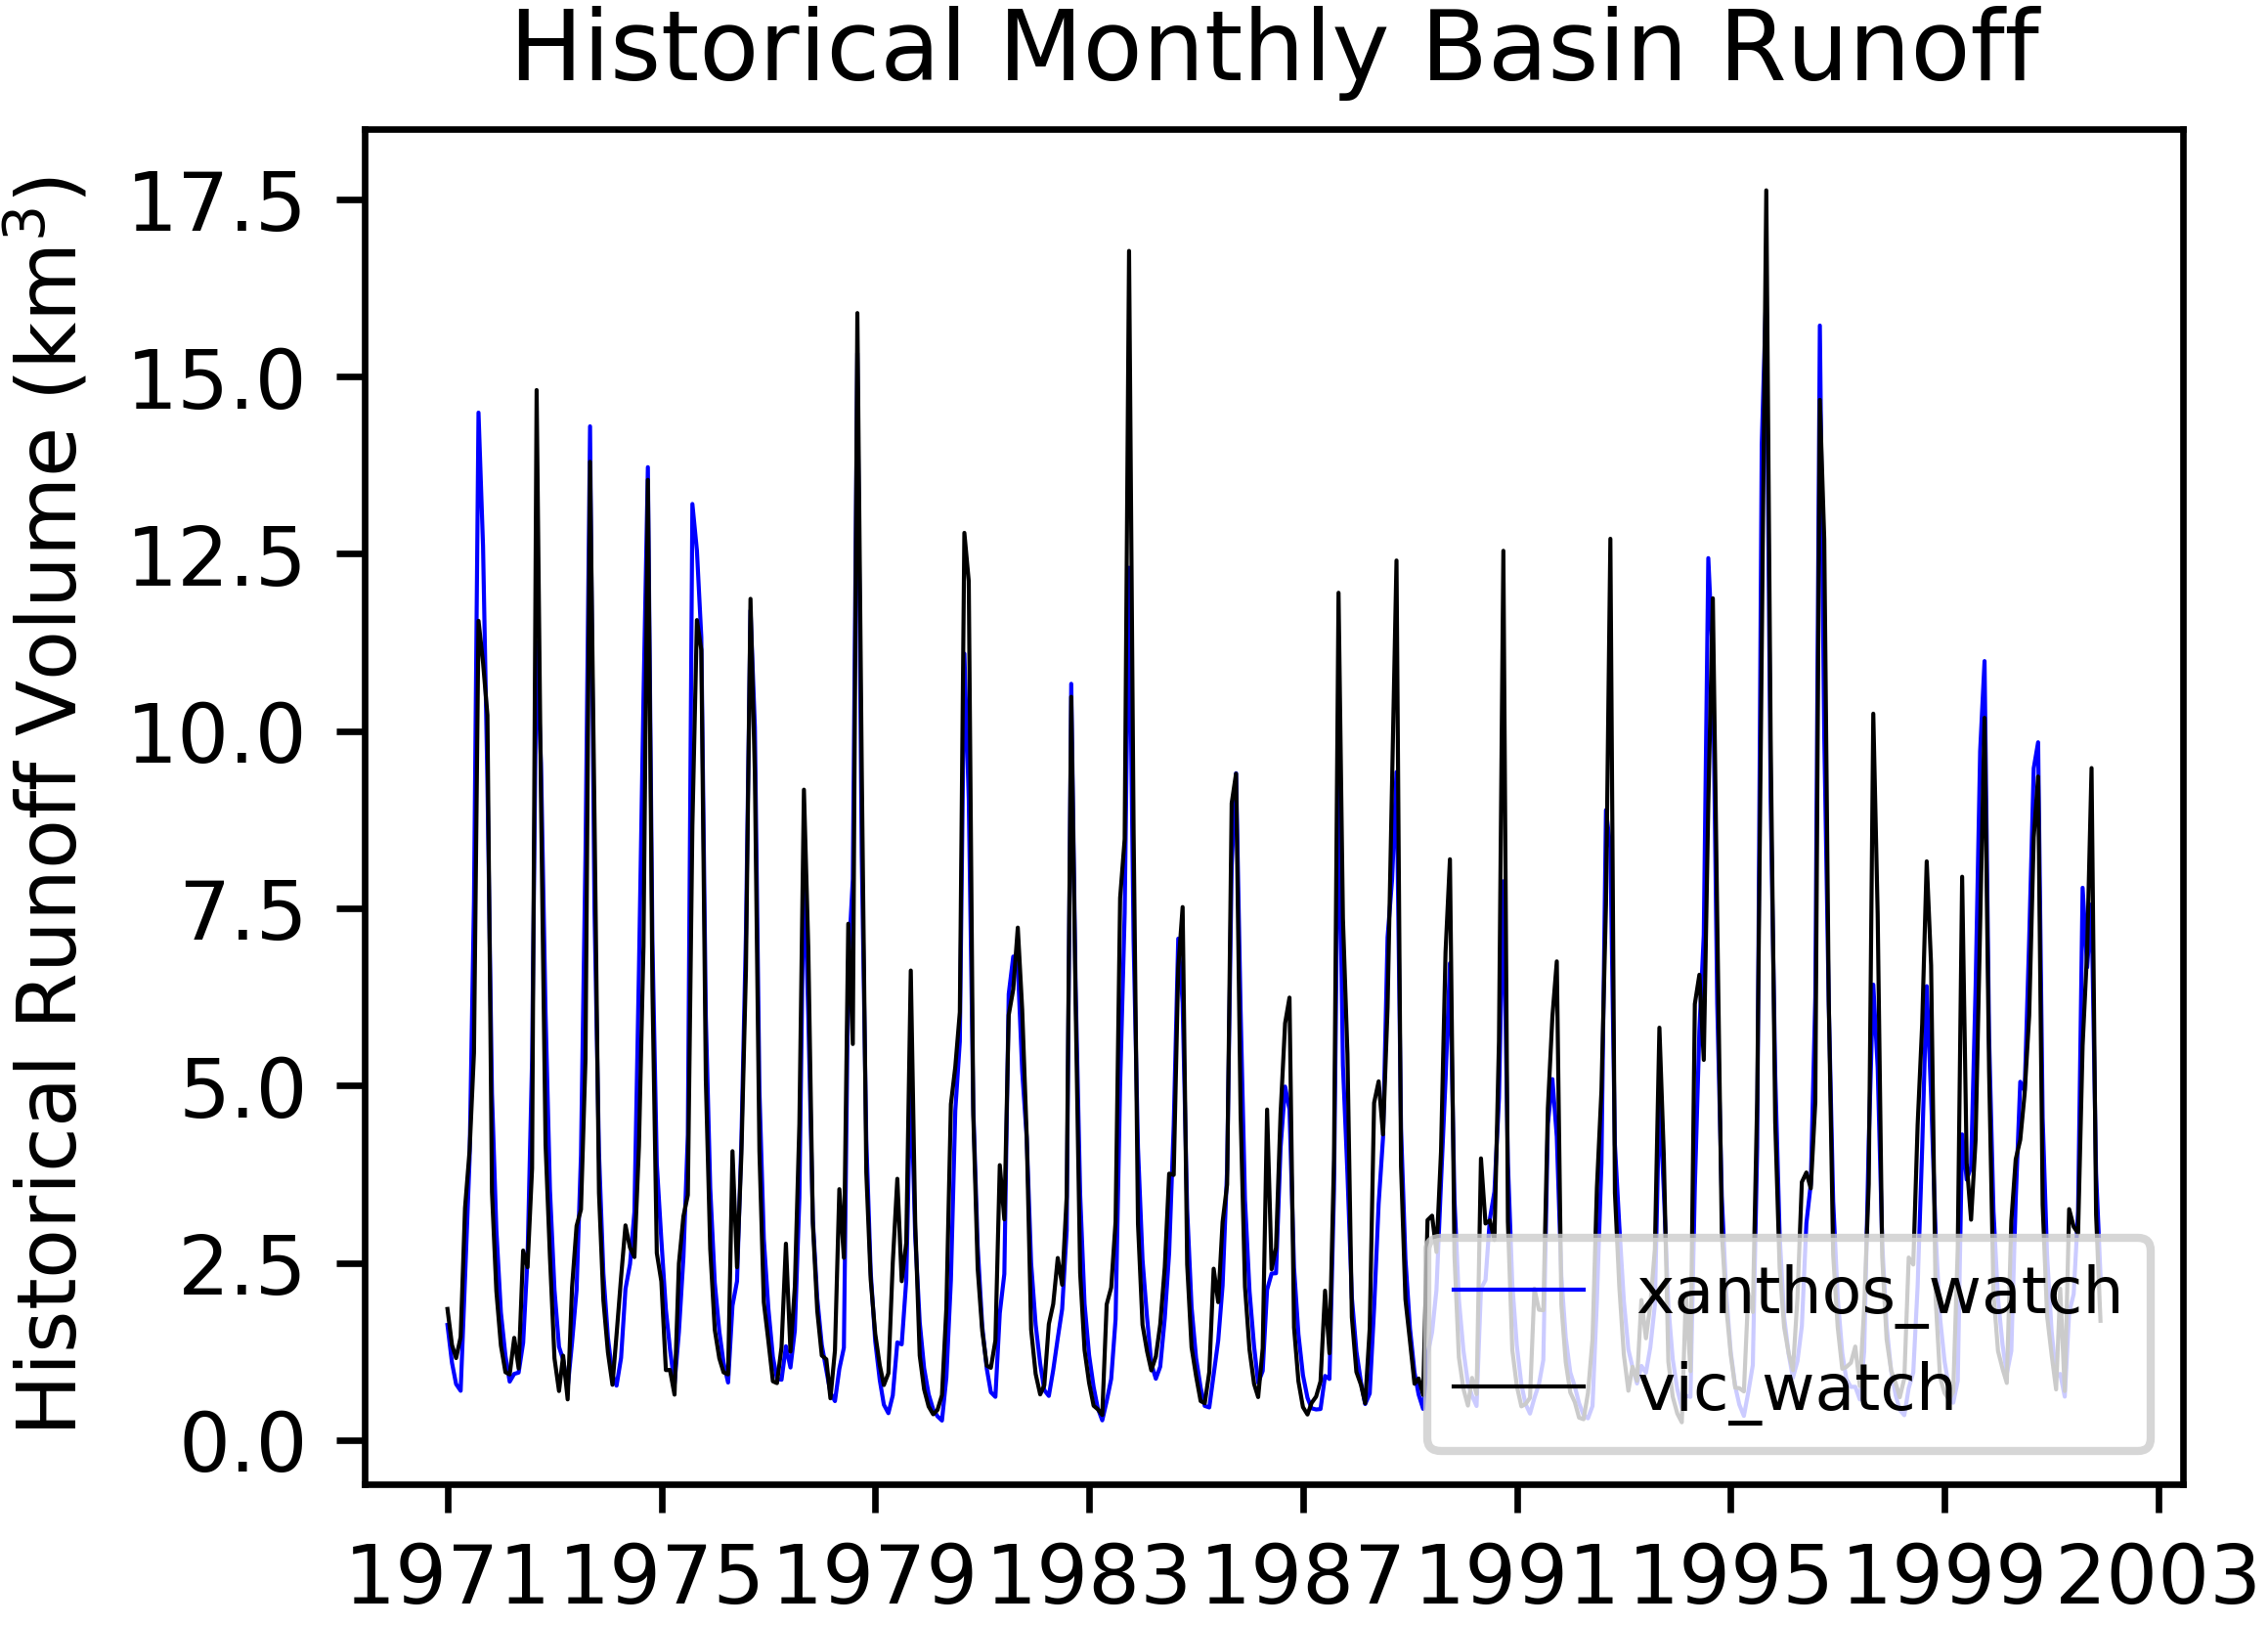 Historical Monthly Basin Runoff
Historical Runoff Volume (km³)
17.5
15.0
12.5
10.0
7.5
5.0
2.5
0.0
xanthos_watch
vic_watch
1971 1975 1979 1983 1987 1991 1995 1999 2003